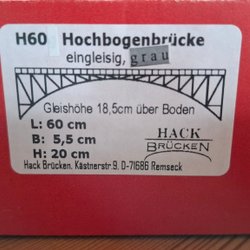 H60 Hochbogenbrücke
eingleisig, grau
Gleishöhe 18,5cm über Boden
L: 60 cm
B: 5,5 cm
H: 20 cm
HACK
BRÜCKEN
Hack Brücken. Kästnerstr.9. D-71686 Remseck